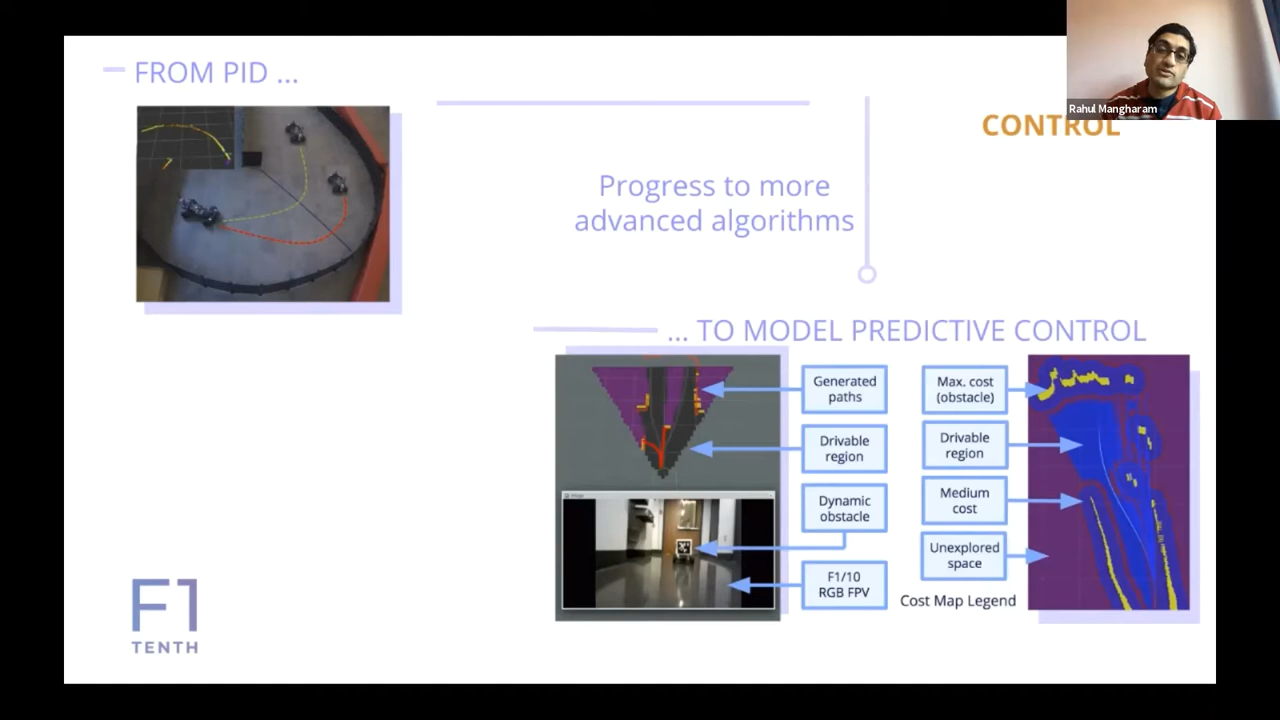 FROM PID ...
Rahul Mangharam
CONTROL
Progress to more
advanced algorithms
... TO MODEL PREDICTIVE CONTROL
Generated
paths
Drivable
region
Dynamic
obstacle
F1/10
RGB FPV
Max. cost
(obstacle)
Drivable
region
Medium
cost
Unexplored
space
Cost Map Legend
F1
TENTH